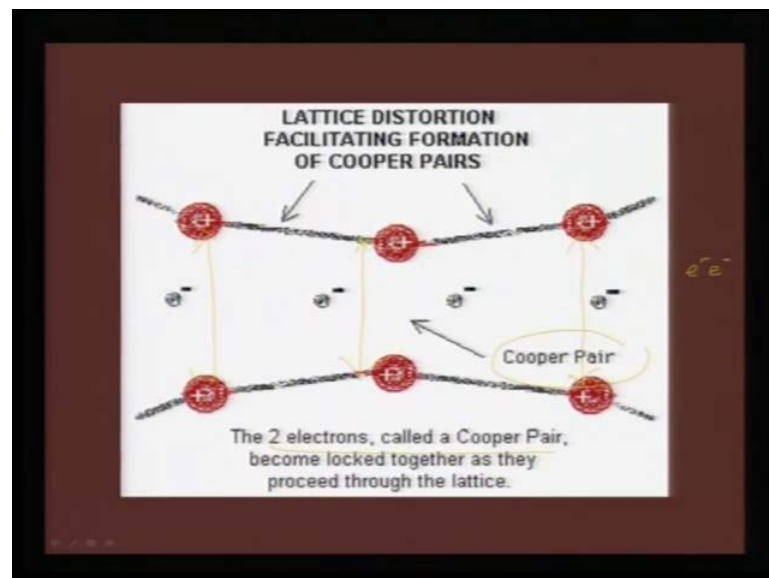 LATTICE DISTORTION
FACILITATING FORMATION
OF COOPER PAIRS
e⁻ e⁻ e⁻ e⁻
e⁻e⁻
Cooper Pair
The 2 electrons, called a Cooper Pair,
become locked together as they
proceed through the lattice.